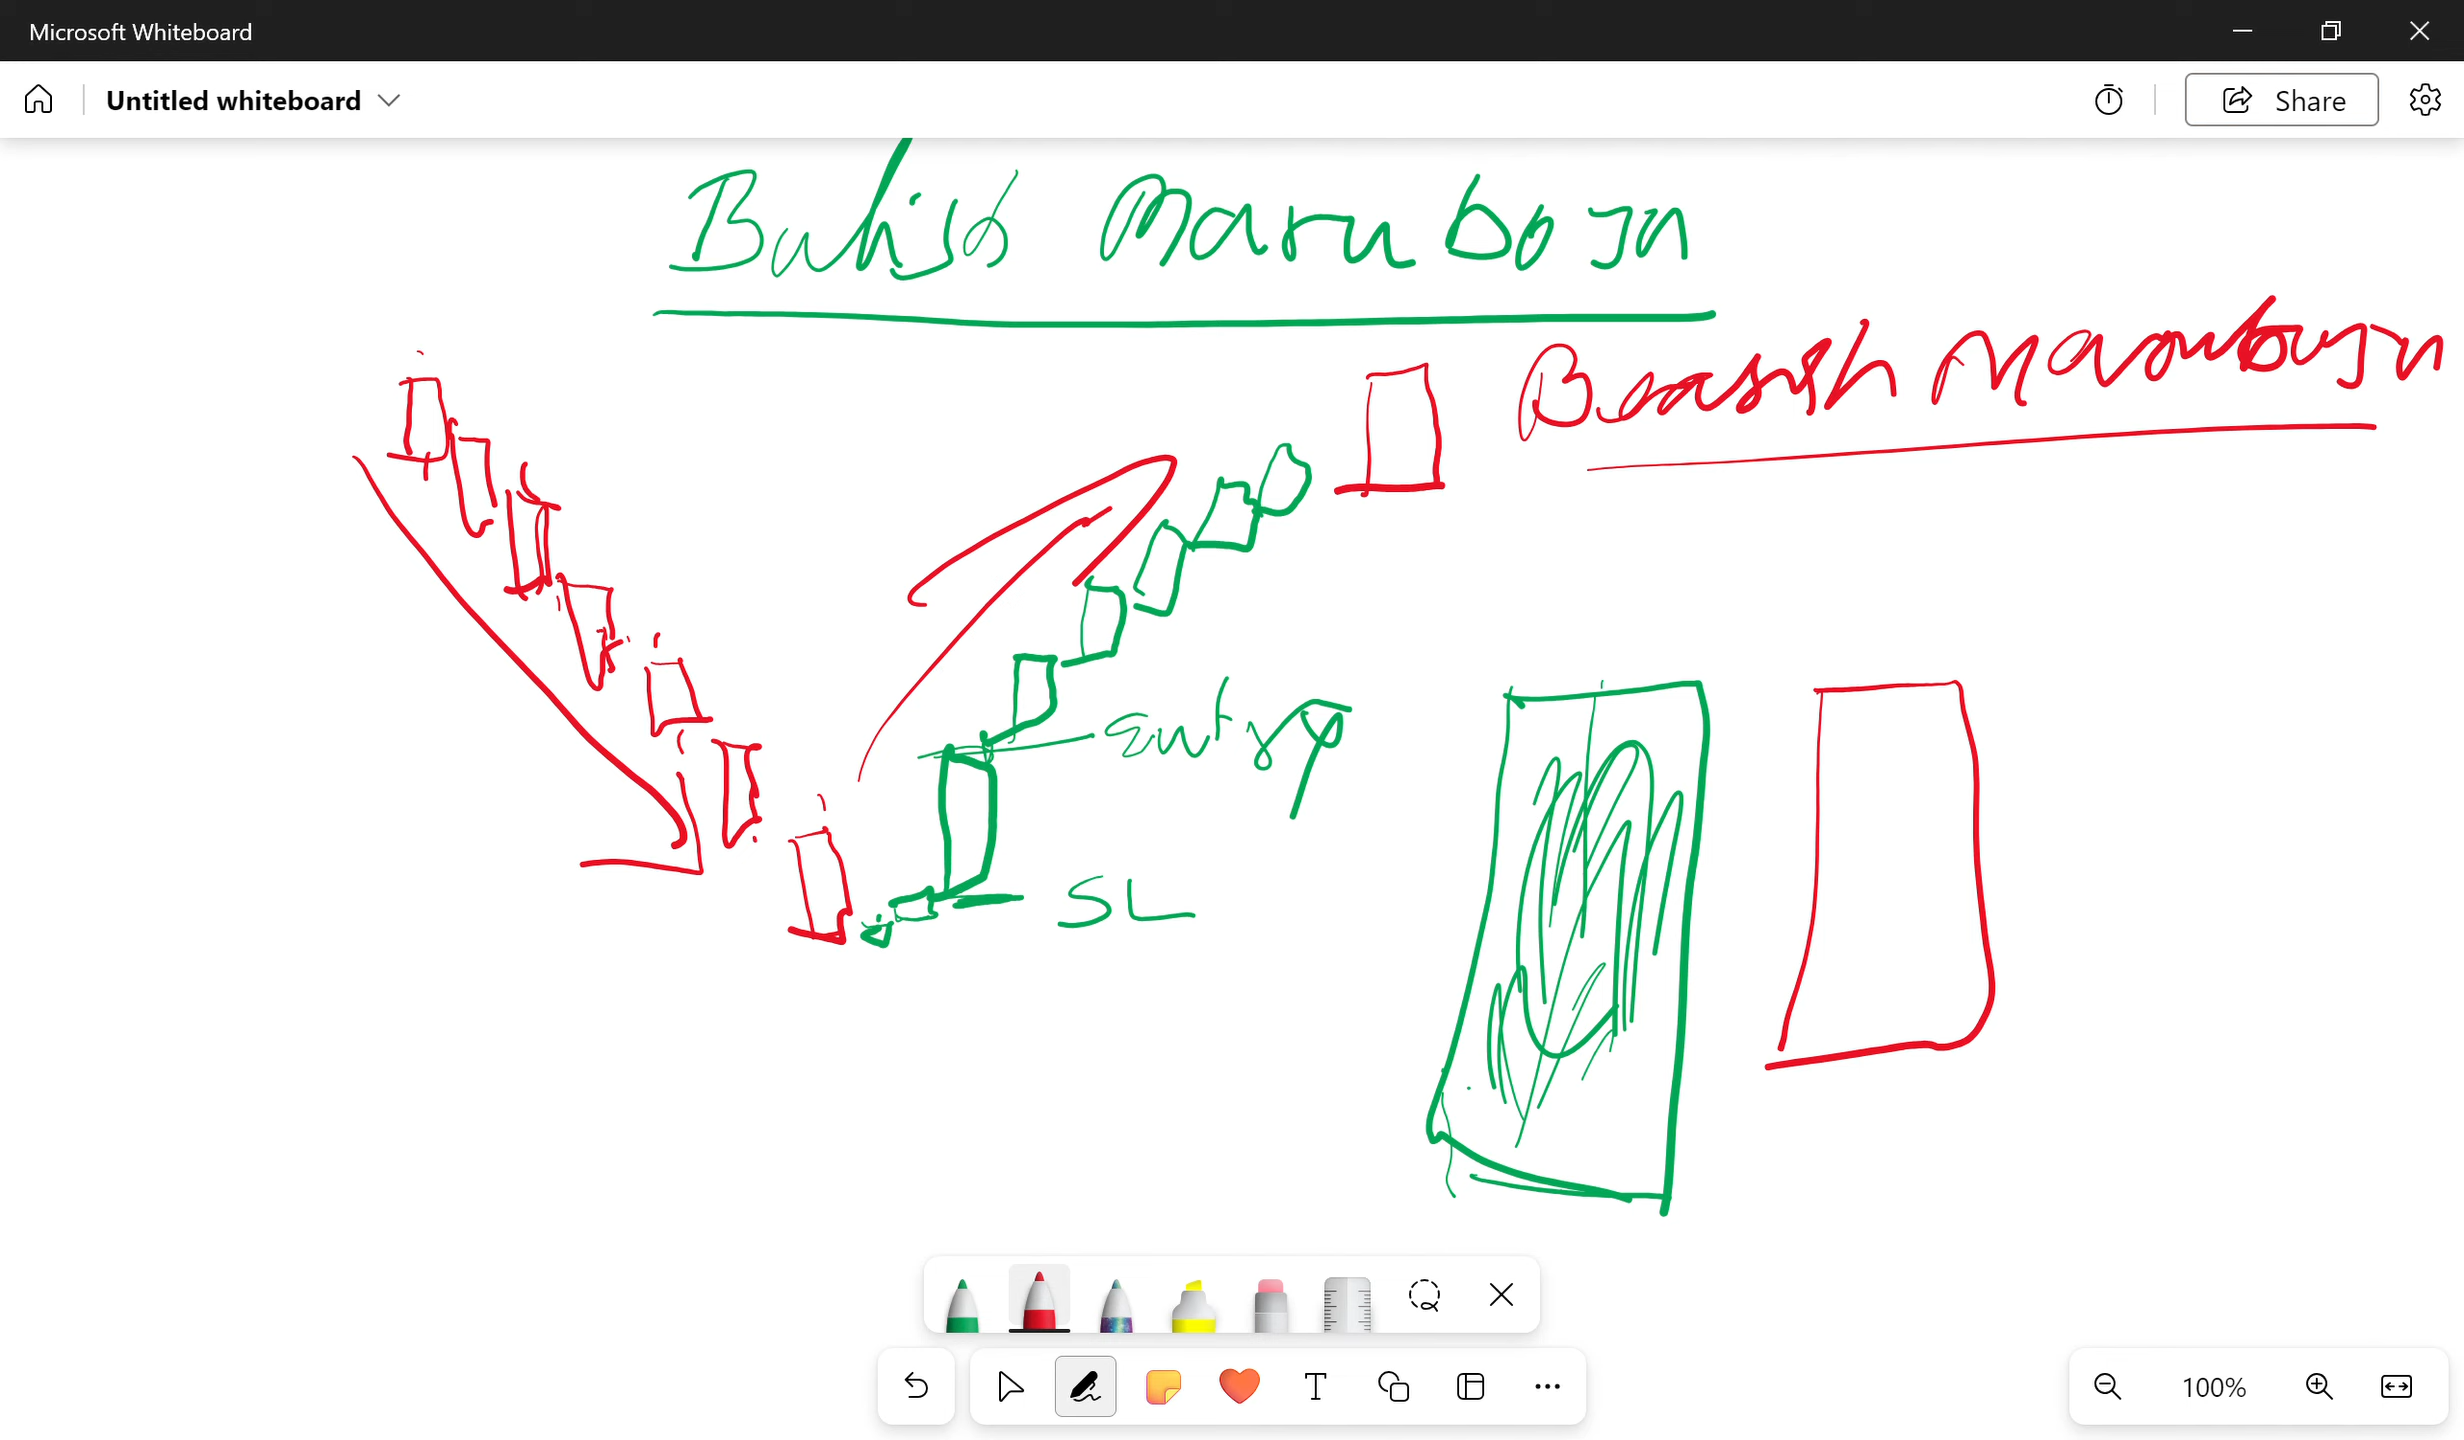 Microsoft Whiteboard
Untitled whiteboard
Share
Bulish Marubozu
Bearish Marubozu
Entry
SL
100%